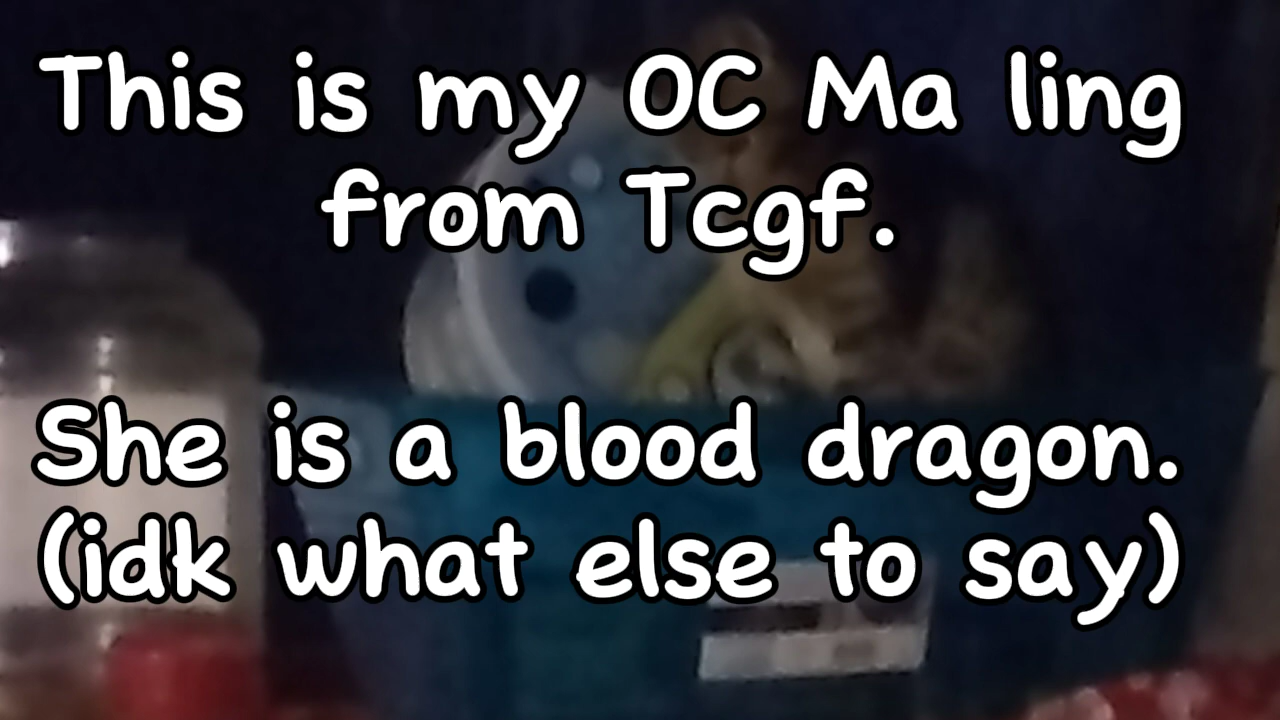 This is my OC Ma ling
from Tcgf.
She is a blood dragon.
(idk what else to say)